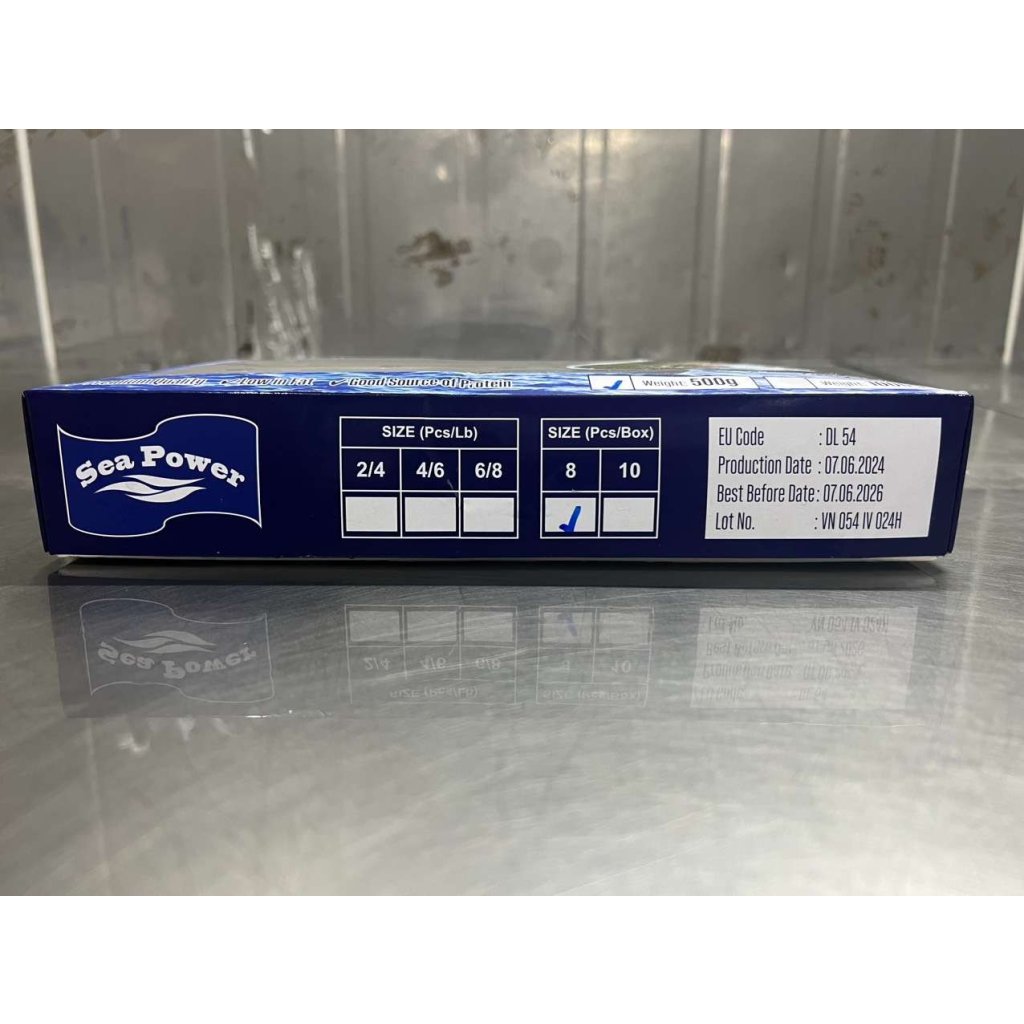 Quality ✓Low in Fat ✓Good Source of Protein
✓ Weight 500g Weight
Sea Power
SIZE (Pcs/Lb)
2/4 4/6 6/8
SIZE (Pcs/Box)
8 10
✓
EU Code : DL 54
Production Date : 07.06.2024
Best Before Date : 07.06.2026
Lot No. : VN 054 IV 024H